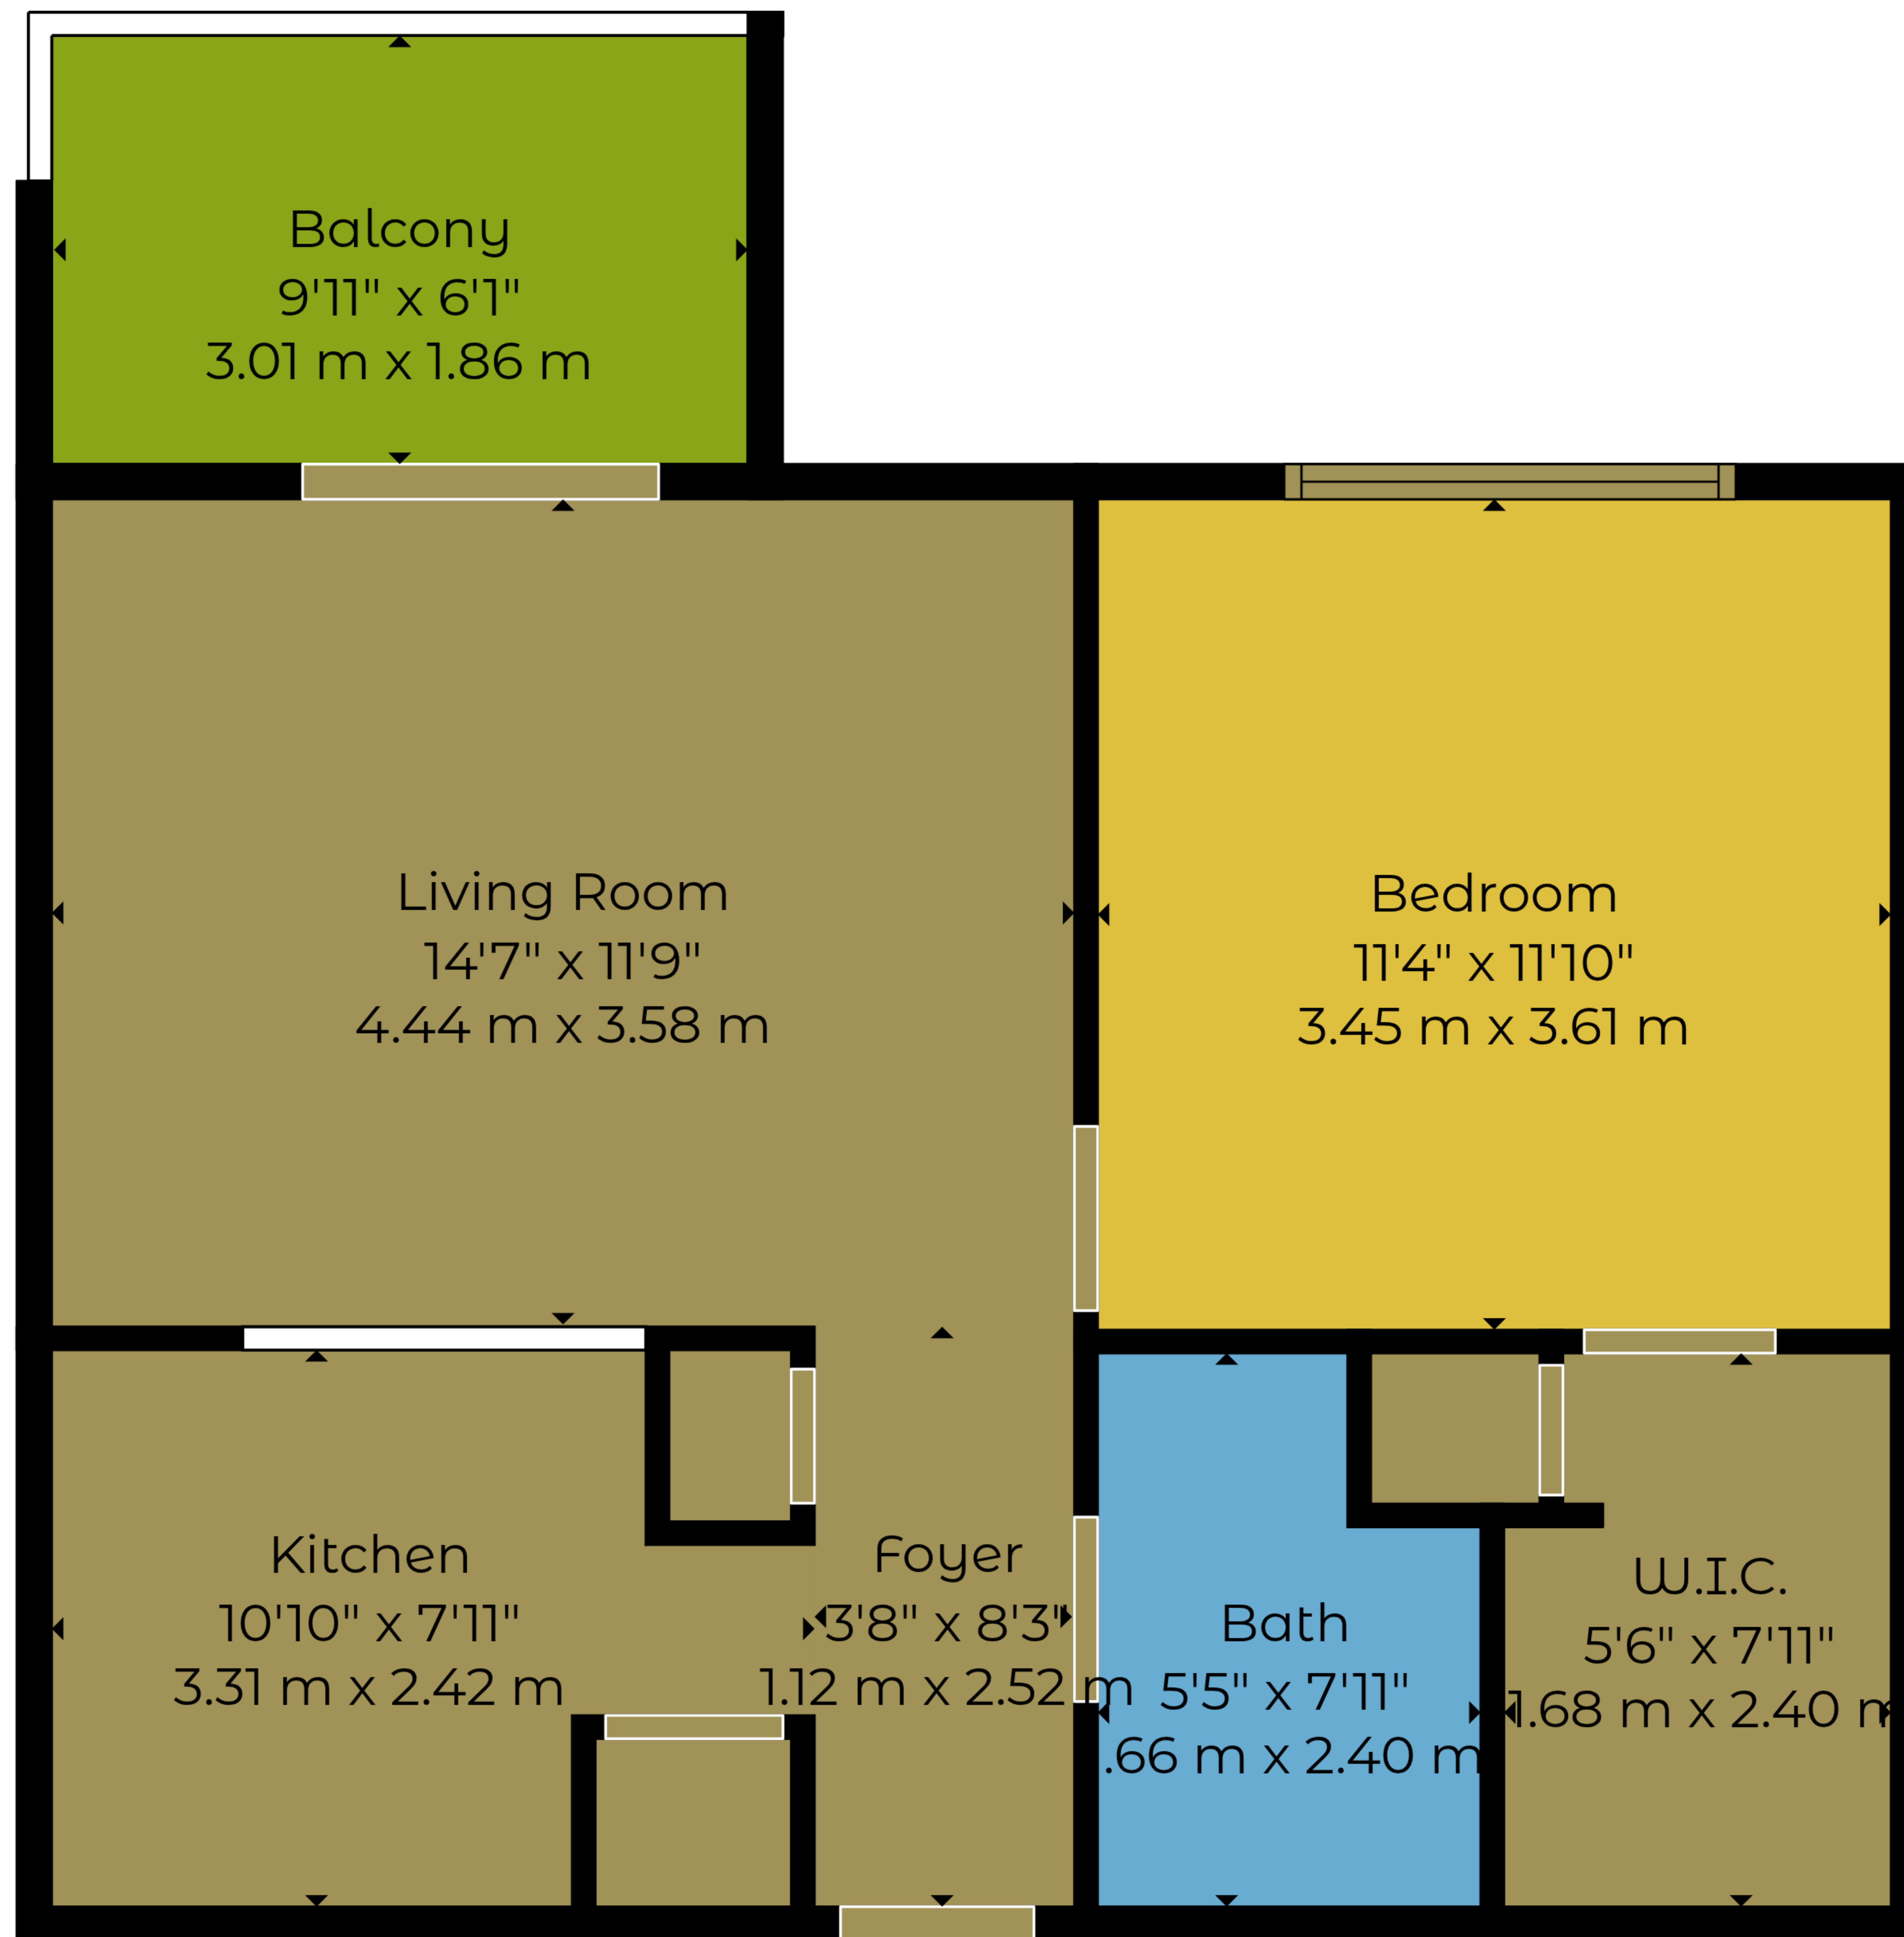 Balcony
9'11" x 6'1"
3.01 m x 1.86 m
Living Room
14'7" x 11'9"
4.44 m x 3.58 m
Bedroom
11'4" x 11'10"
3.45 m x 3.61 m
Kitchen
10'10" x 7'11"
3.31 m x 2.42 m
Foyer
3'8" x 8'3"
1.12 m x 2.52 m
Bath
5'5" x 7'11"
.66 m x 2.40 m
W.I.C.
5'6" x 7'11"
1.68 m x 2.40 m